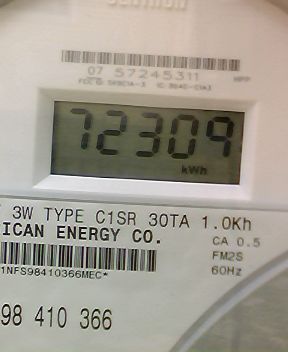 07 57245311
72309
kWh
3W TYPE C1SR 30TA 1.0Kh
ICAN ENERGY CO.
CA 0.5
FM2S
60Hz
1NFS98410366MEC*
98 410 366